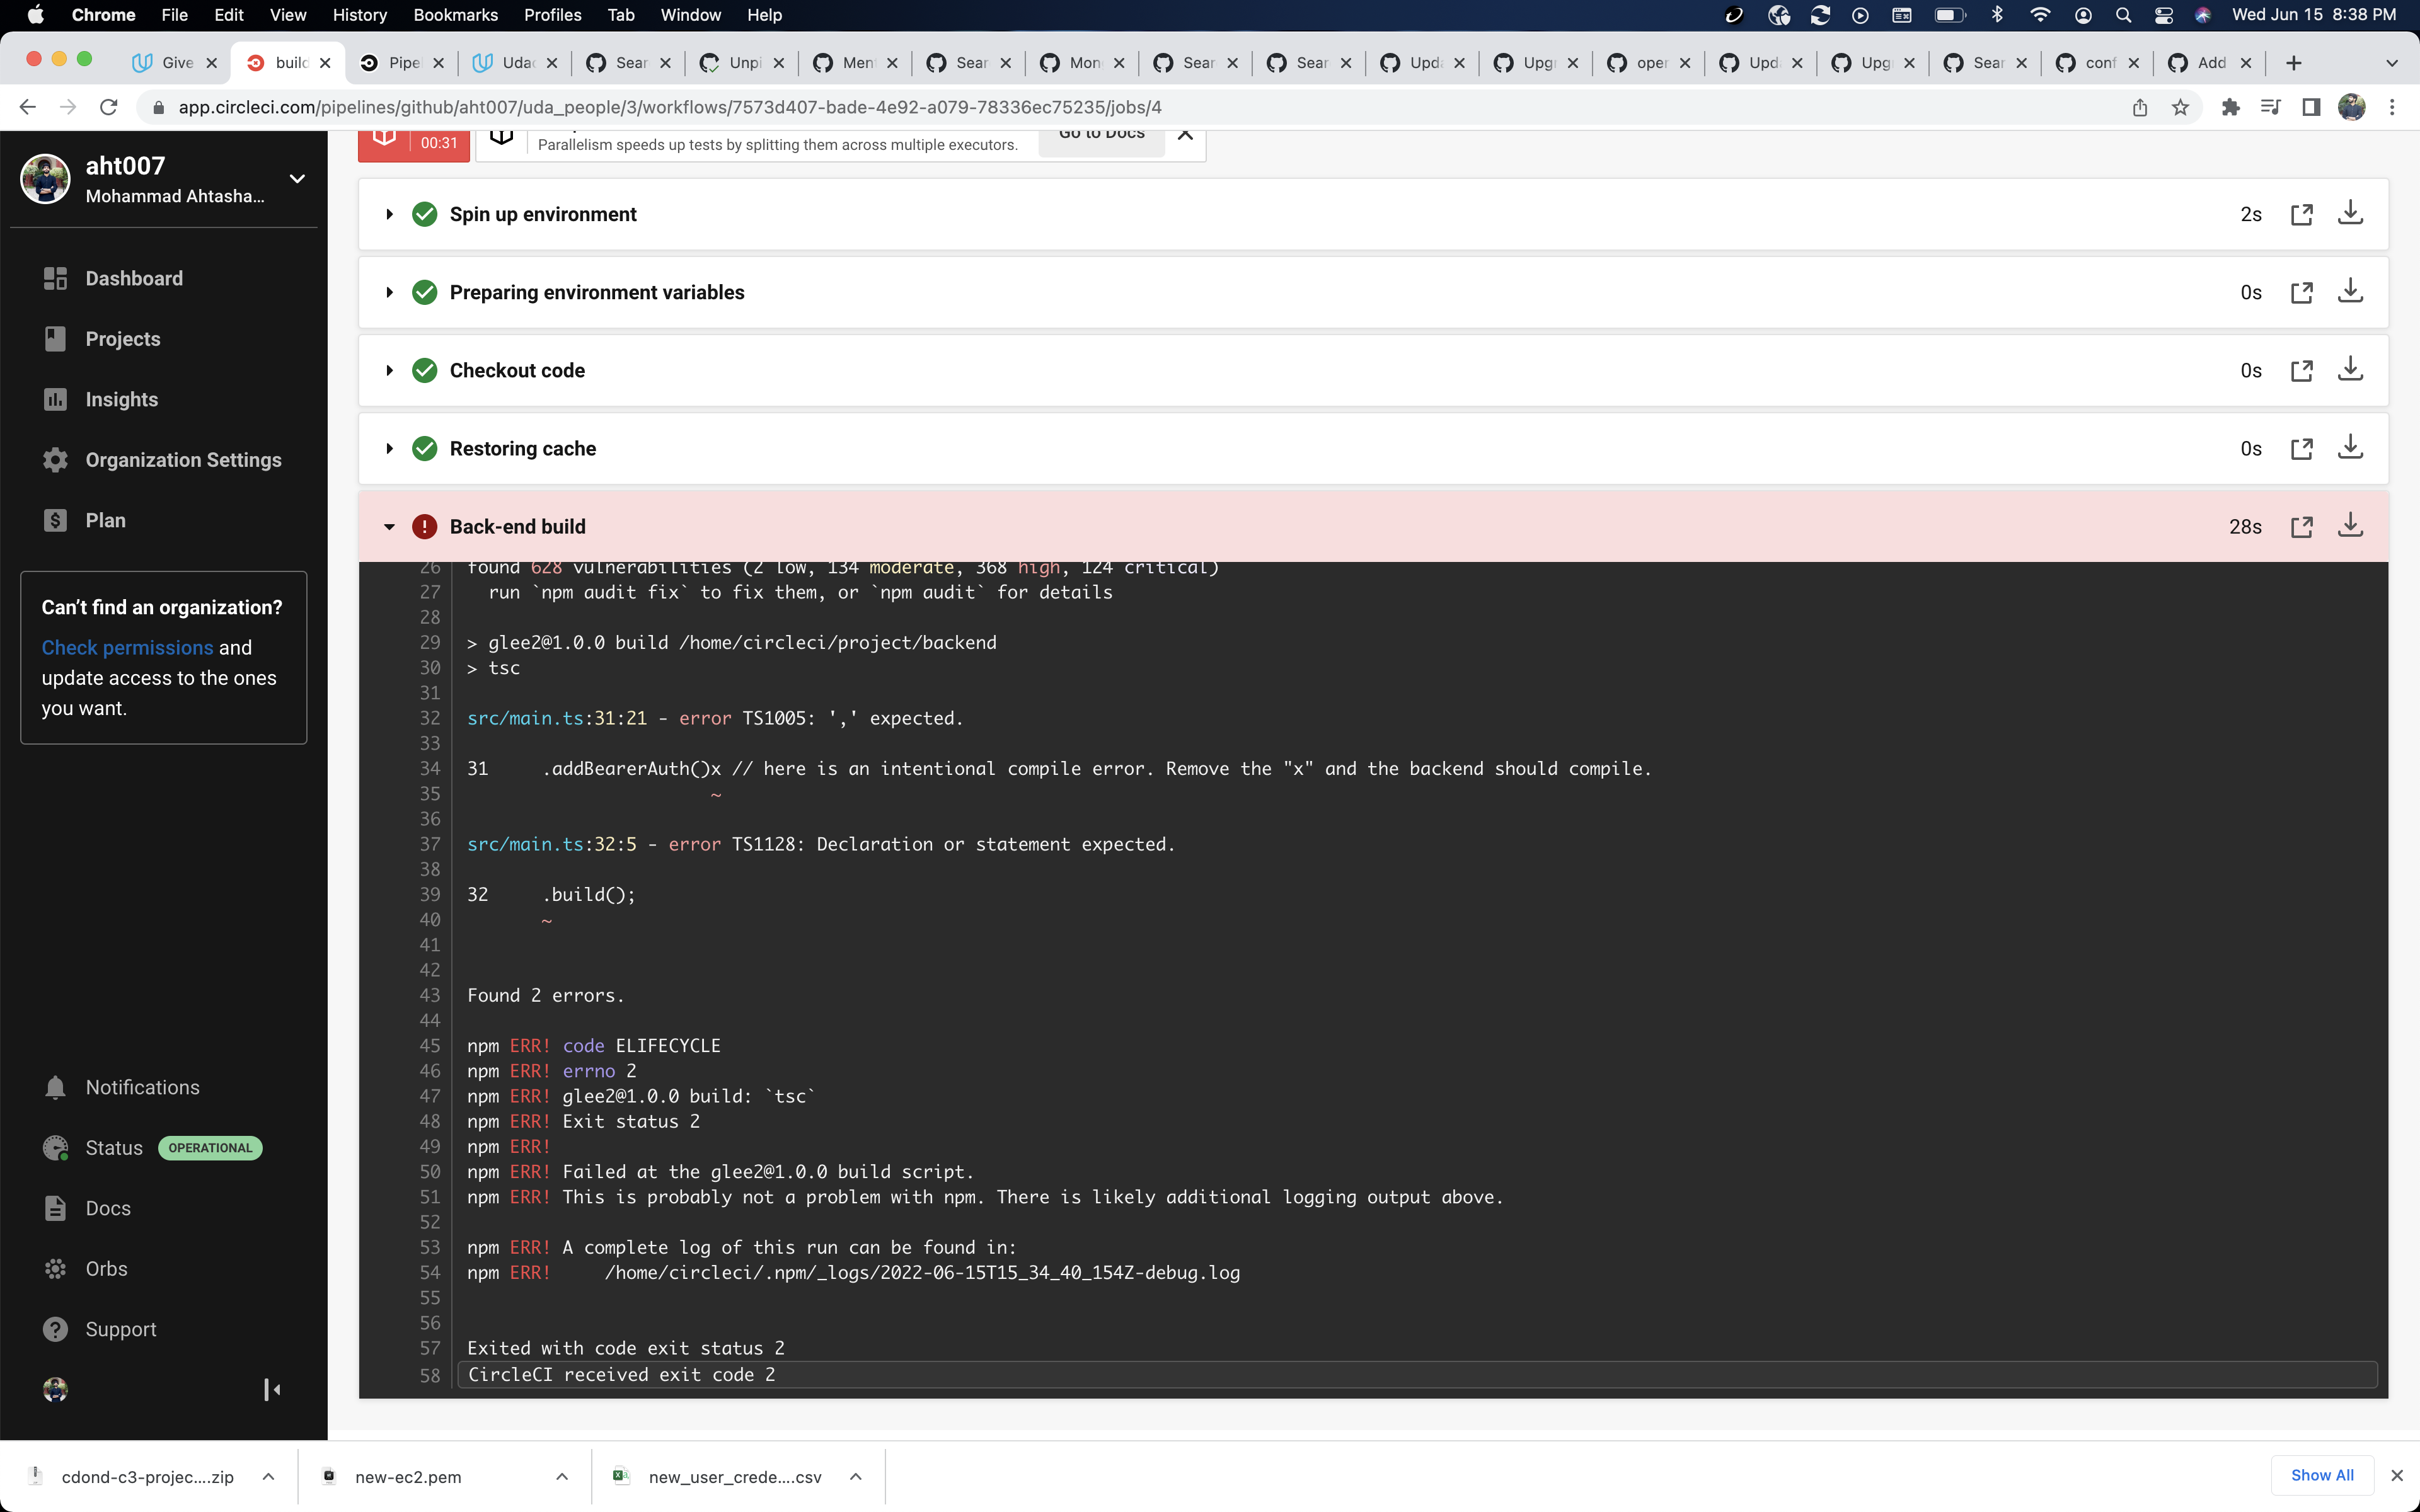 Chrome File Edit View History Bookmarks Profiles Tab Window Help Wed Jun 15 8:38 PM
Give build Pipel Udac Sear Unpi Ment Sear Mon Sear Sear Upda Upgr oper Upda Upgr Sear conf Add
app.circleci.com/pipelines/github/aht007/uda_people/3/workflows/7573d407-bade-4e92-a079-78336ec75235/jobs/4
aht007
Mohammad Ahtasha...
Dashboard
Projects
Insights
Organization Settings
Plan
Can't find an organization?
Check permissions and
update access to the ones
you want.
Notifications
Status OPERATIONAL
Docs
Orbs
Support
00:31
Parallelism speeds up tests by splitting them across multiple executors.
Go to Docs
Spin up environment 2s
Preparing environment variables 0s
Checkout code 0s
Restoring cache 0s
Back-end build 28s
26 found 628 vulnerabilities (2 low, 134 moderate, 368 high, 124 critical)
27 run `npm audit fix` to fix them, or `npm audit` for details
28
29 > glee2@1.0.0 build /home/circleci/project/backend
30 > tsc
31
32 src/main.ts:31:21 - error TS1005: ',' expected.
33
34 31 .addBearerAuth()x // here is an intentional compile error. Remove the "x" and the backend should compile.
35 ~
36
37 src/main.ts:32:5 - error TS1128: Declaration or statement expected.
38
39 32 .build();
40 ~
41
42
43 Found 2 errors.
44
45 npm ERR! code ELIFECYCLE
46 npm ERR! errno 2
47 npm ERR! glee2@1.0.0 build: `tsc`
48 npm ERR! Exit status 2
49 npm ERR!
50 npm ERR! Failed at the glee2@1.0.0 build script.
51 npm ERR! This is probably not a problem with npm. There is likely additional logging output above.
52
53 npm ERR! A complete log of this run can be found in:
54 npm ERR! /home/circleci/.npm/_logs/2022-06-15T15_34_40_154Z-debug.log
55
56
57 Exited with code exit status 2
58 CircleCI received exit code 2
cdond-c3-projec....zip new-ec2.pem new_user_crede....csv Show All